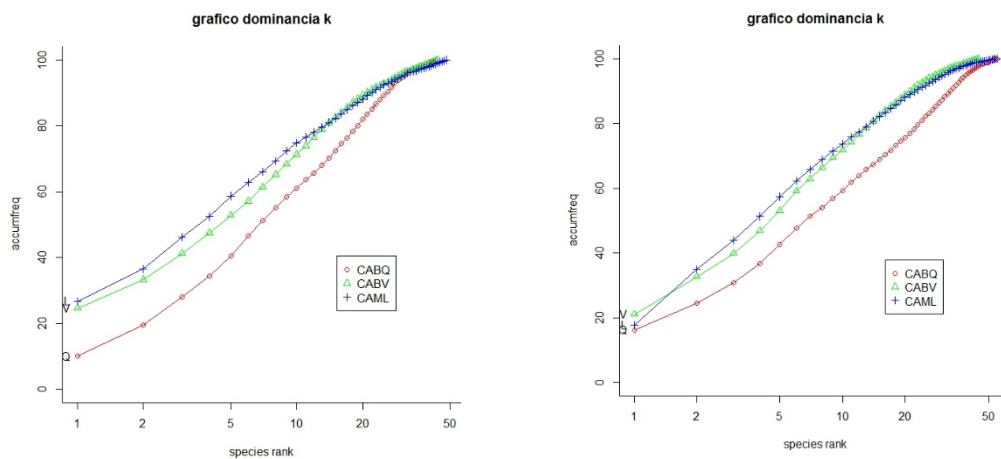 grafico dominancia k
accumfreq
100
80
60
40
20
0
L
V
Q
CABQ
CABV
CAML
1 2 5 10 20 50
species rank
grafico dominancia k
accumfreq
100
80
60
40
20
0
V
Q
CABQ
CABV
CAML
1 2 5 10 20 50
species rank